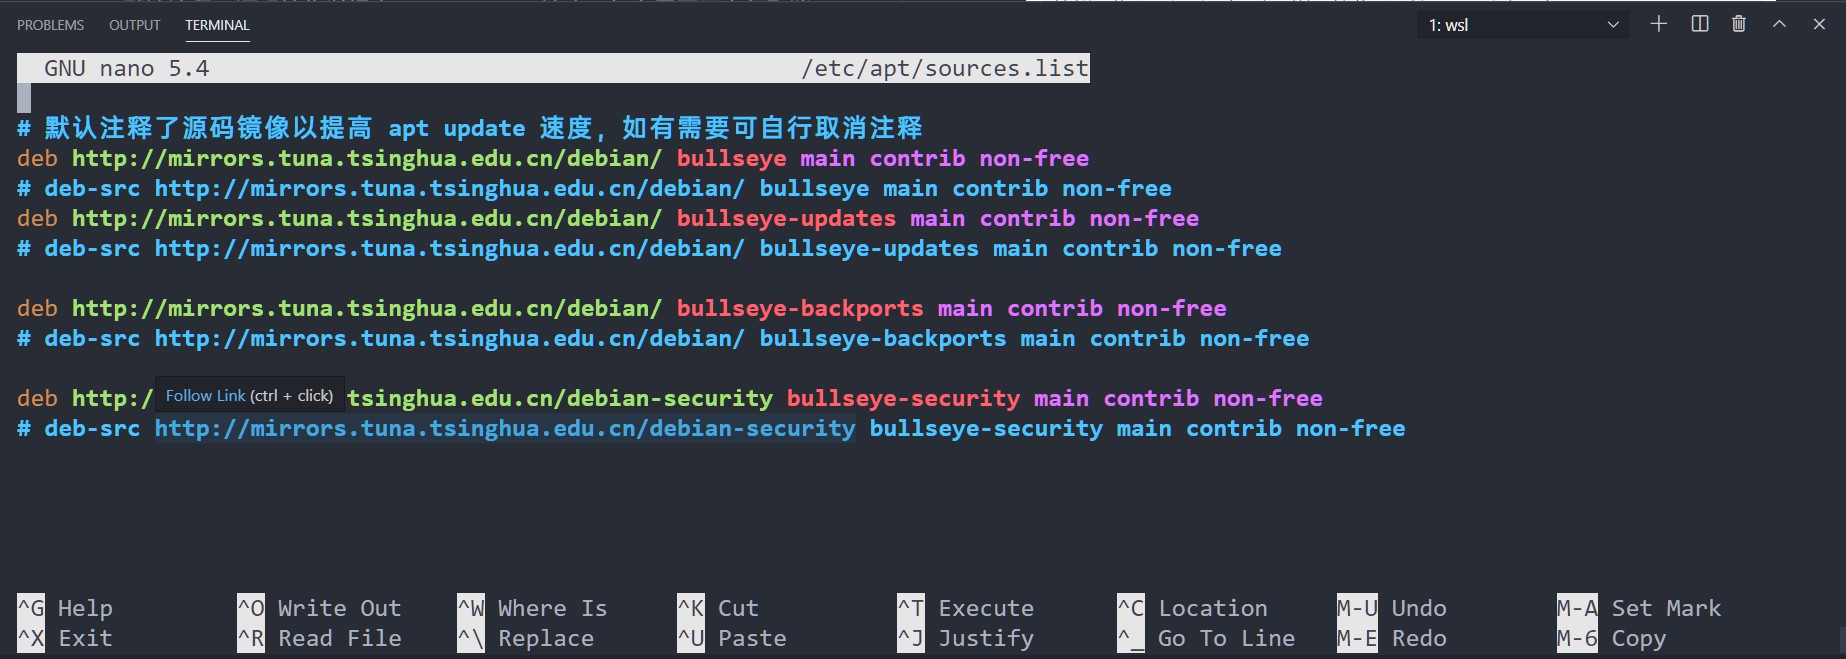 PROBLEMS OUTPUT TERMINAL 1: wsl
GNU nano 5.4 /etc/apt/sources.list
# 默认注释了源码镜像以提高 apt update 速度，如有需要可自行取消注释
deb http://mirrors.tuna.tsinghua.edu.cn/debian/ bullseye main contrib non-free
# deb-src http://mirrors.tuna.tsinghua.edu.cn/debian/ bullseye main contrib non-free
deb http://mirrors.tuna.tsinghua.edu.cn/debian/ bullseye-updates main contrib non-free
# deb-src http://mirrors.tuna.tsinghua.edu.cn/debian/ bullseye-updates main contrib non-free
deb http://mirrors.tuna.tsinghua.edu.cn/debian/ bullseye-backports main contrib non-free
# deb-src http://mirrors.tuna.tsinghua.edu.cn/debian/ bullseye-backports main contrib non-free
deb http:/ Follow Link (ctrl + click) tsinghua.edu.cn/debian-security bullseye-security main contrib non-free
# deb-src http://mirrors.tuna.tsinghua.edu.cn/debian-security bullseye-security main contrib non-free
^G Help ^O Write Out ^W Where Is ^K Cut ^T Execute ^C Location M-U Undo M-A Set Mark
^X Exit ^R Read File ^\ Replace ^U Paste ^J Justify ^_ Go To Line M-E Redo M-6 Copy